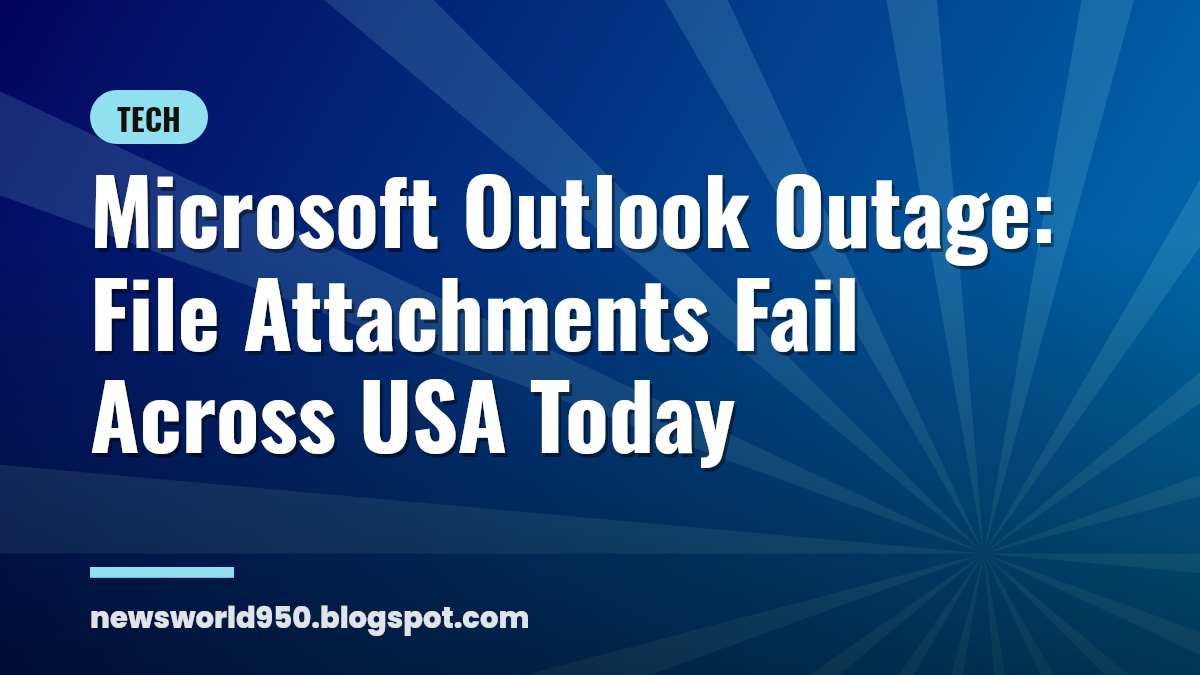 TECH
Microsoft Outlook Outage:
File Attachments Fail
Across USA Today
newsworld950.blogspot.com